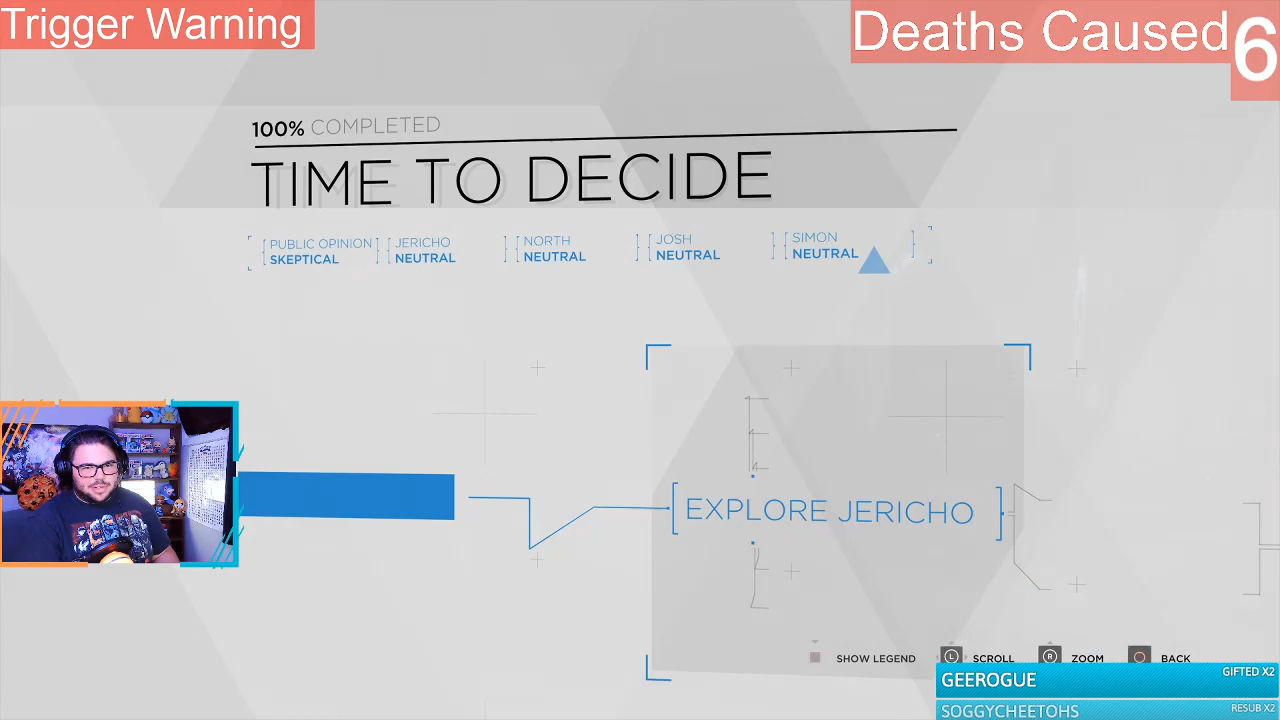 Trigger Warning
Deaths Caused 6
100% COMPLETED
TIME TO DECIDE
PUBLIC OPINION
SKEPTICAL
JERICHO
NEUTRAL
NORTH
NEUTRAL
JOSH
NEUTRAL
SIMON
NEUTRAL
EXPLORE JERICHO
SHOW LEGEND
L SCROLL
R ZOOM
BACK
GEEROGUE
GIFTED X2
SOGGYCHEETOHS
RESUB X2